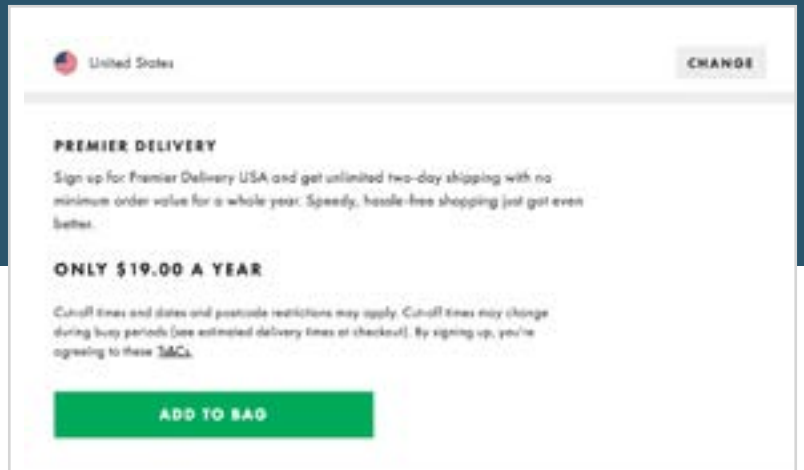 United States
CHANGE
PREMIER DELIVERY
Sign up for Premier Delivery USA and get unlimited two-day shipping with no
minimum order value for a whole year. Speedy, hassle-free shopping just got even
better.
ONLY $19.00 A YEAR
Cut-off times and dates and postcode restrictions may apply. Cut-off times may change
during busy periods (see estimated delivery times at checkout). By signing up, you're
agreeing to these T&Cs.
ADD TO BAG